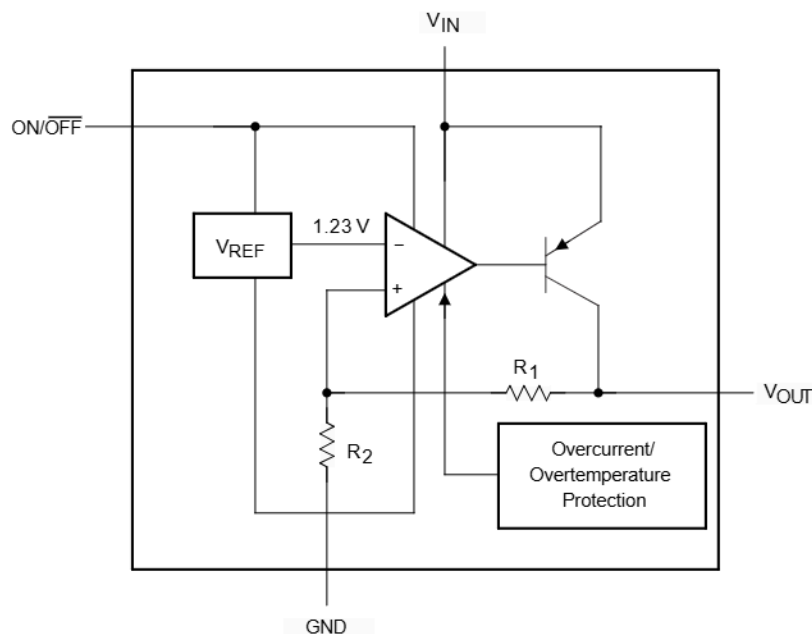 VIN
ON/OFF
VREF
1.23 V
−
+
R1
VOUT
R2
Overcurrent/
Overtemperature
Protection
GND